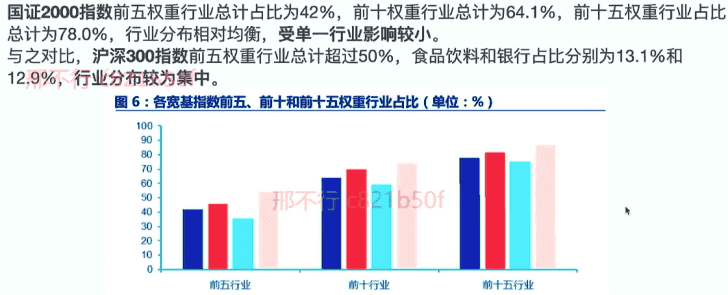 国证2000指数前五权重行业总计占比为42%，前十权重行业总计为64.1%，前十五权重行业占比
总计为78.0%，行业分布相对均衡，受单一行业影响较小。
与之对比，沪深300指数前五权重行业总计超过50%，食品饮料和银行占比分别为13.1%和
12.9%，行业分布较为集中。
邢不行 c821b50f
图 6：各宽基指数前五、前十和前十五权重行业占比（单位：%）
100
90
80
70
60
50
40
30
20
10
0
邢不行 c821b50f
前五行业 前十行业 前十五行业